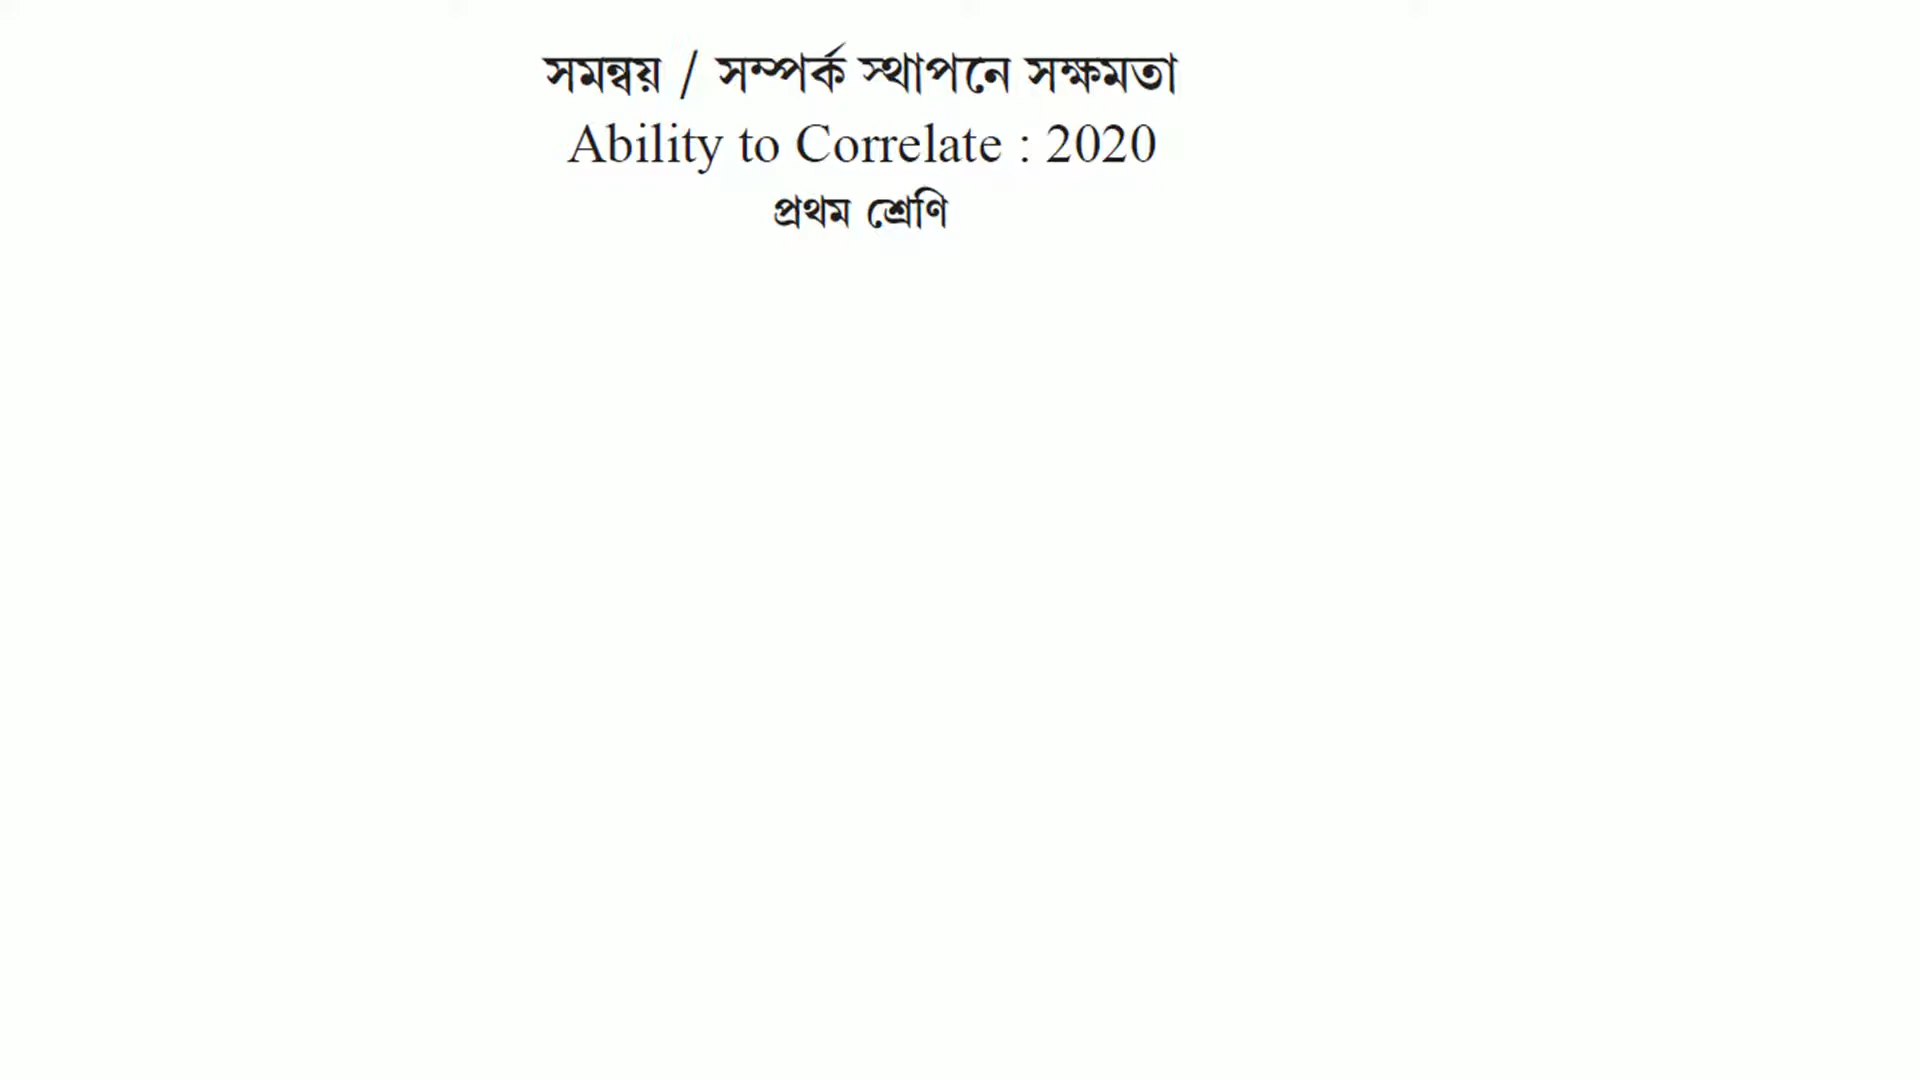 সমন্বয় / সম্পর্ক স্থাপনে সক্ষমতা
Ability to Correlate : 2020
প্রথম শ্রেণি